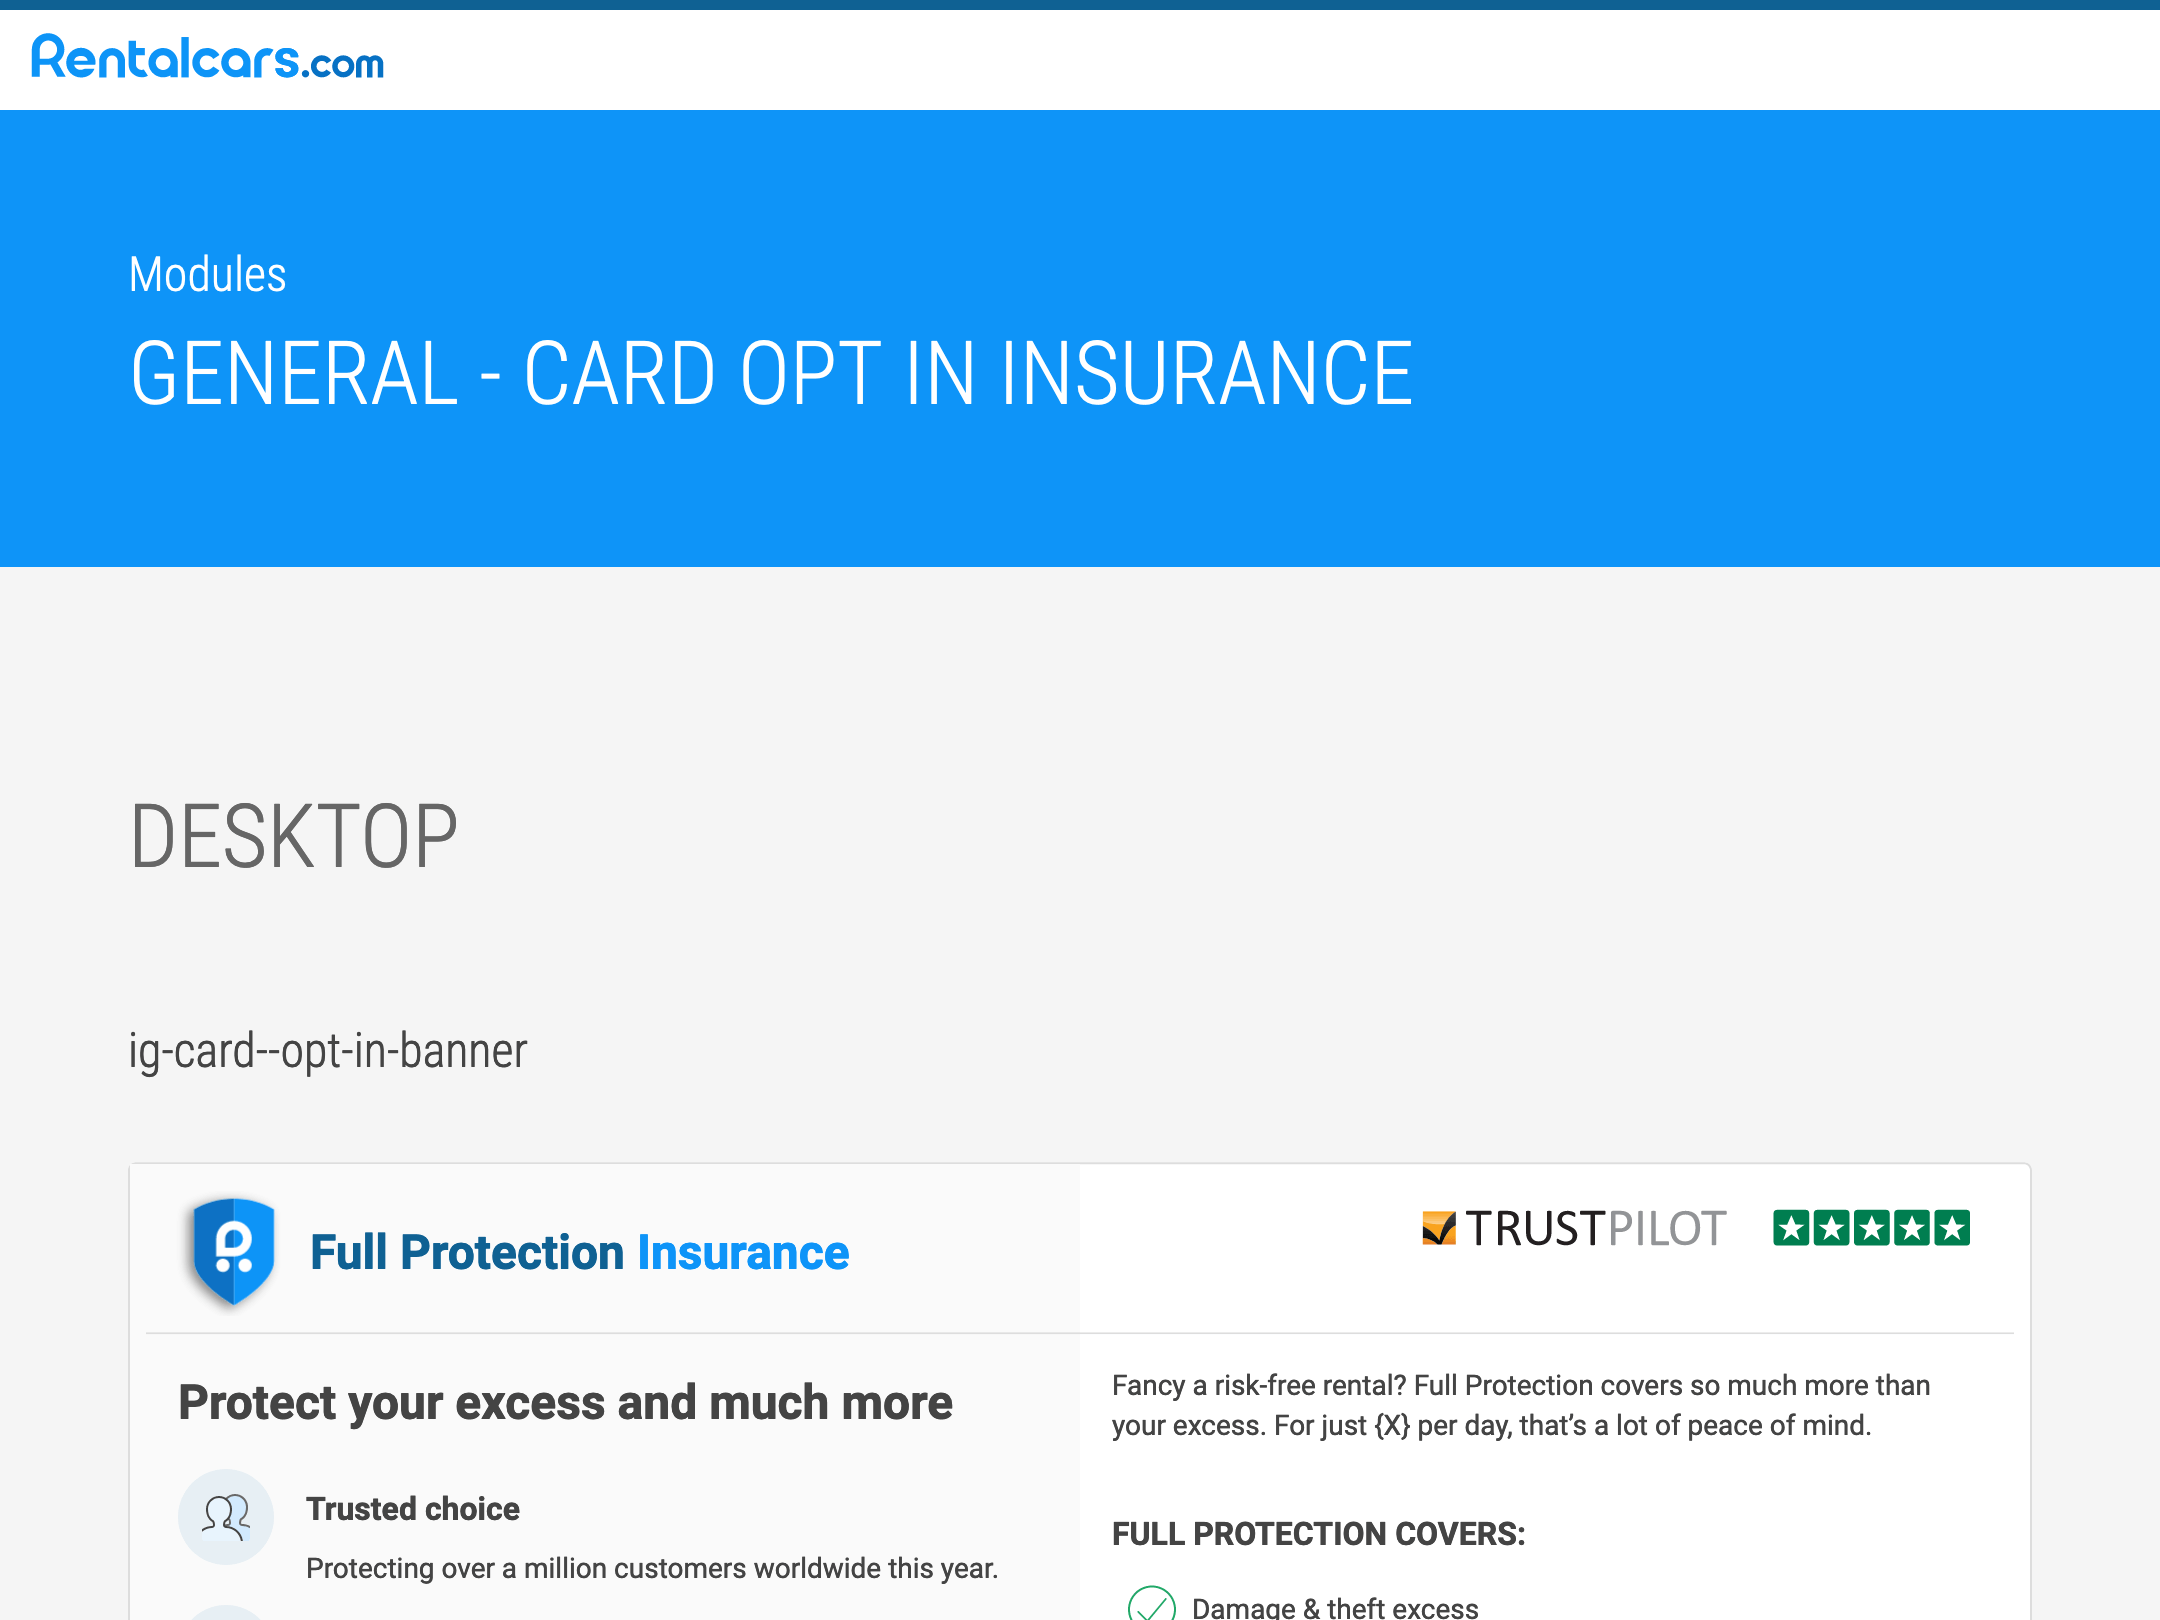 Rentalcars.com
Modules
GENERAL - CARD OPT IN INSURANCE
DESKTOP
ig-card--opt-in-banner
Full Protection Insurance
TRUSTPILOT
Protect your excess and much more
Trusted choice
Protecting over a million customers worldwide this year.
Fancy a risk-free rental? Full Protection covers so much more than
your excess. For just {X} per day, that’s a lot of peace of mind.
FULL PROTECTION COVERS:
Damage & theft excess